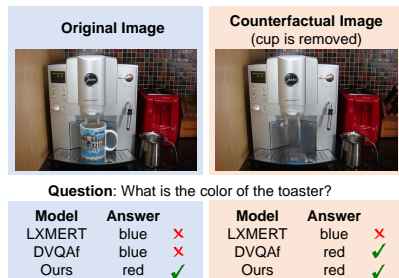 Original Image
Counterfactual Image
(cup is removed)
Question: What is the color of the toaster?
Model Answer
LXMERT blue ✗
DVQAf blue ✗
Ours red ✓
Model Answer
LXMERT blue ✗
DVQAf red ✓
Ours red ✓